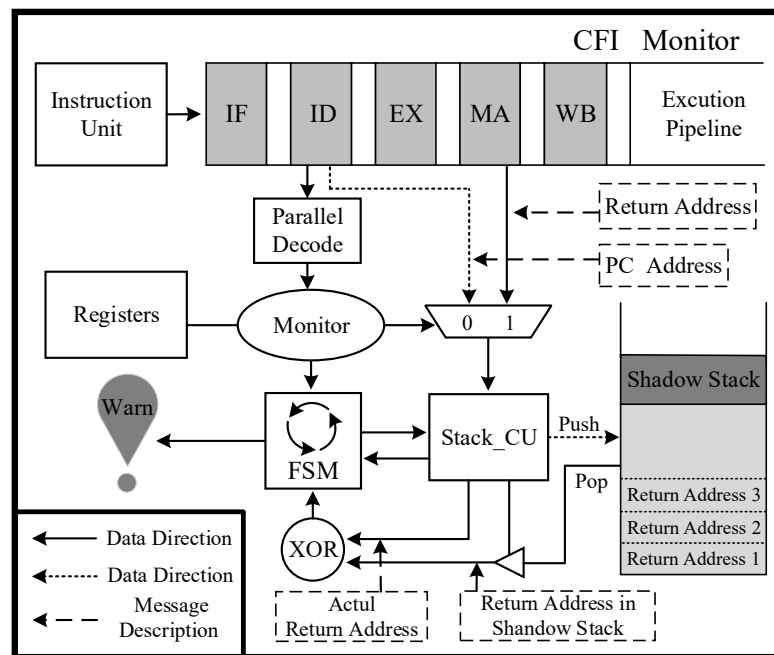 CFI Monitor
Instruction
Unit
IF
ID
EX
MA
WB
Excution
Pipeline
Parallel
Decode
Return Address
PC Address
Registers
Monitor
0 1
Shadow Stack
Warn
FSM
Stack_CU
Push
Pop
Return Address 3
Return Address 2
Return Address 1
XOR
Actul
Return Address
Return Address in
Shandow Stack
Data Direction
Data Direction
Message
Description